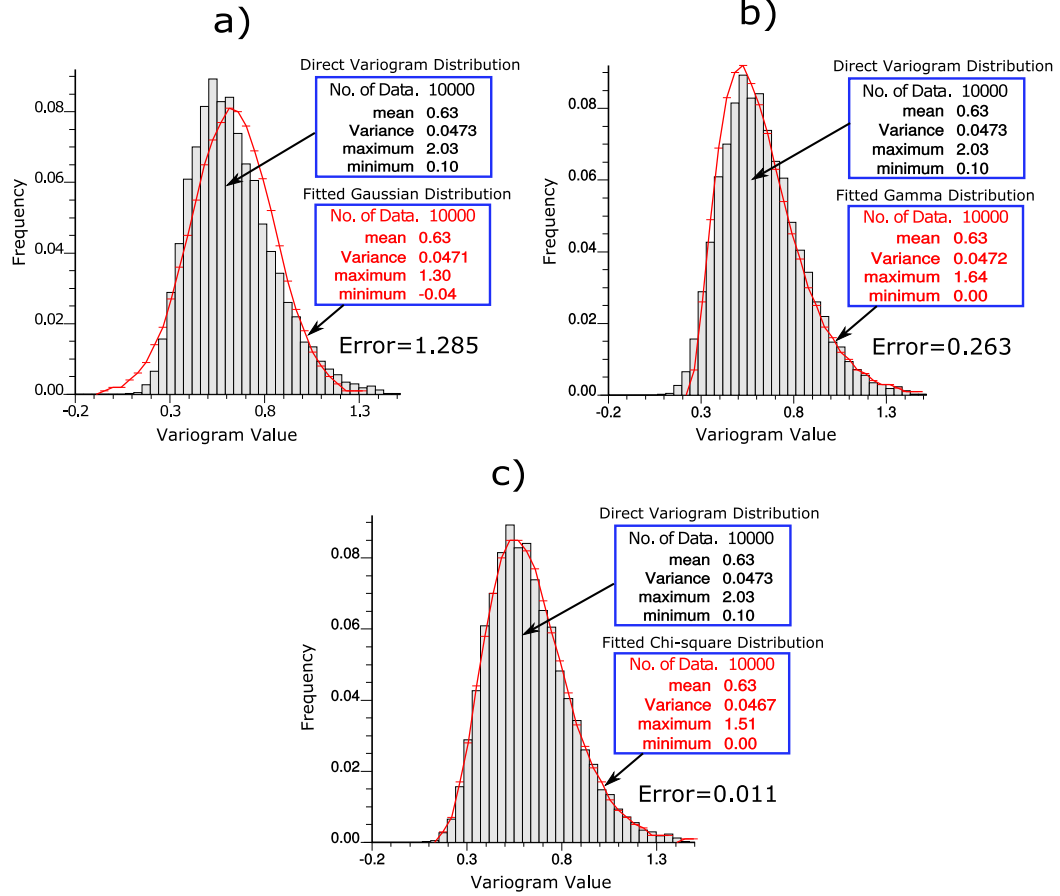 a)
Direct Variogram Distribution
No. of Data. 10000
mean 0.63
Variance 0.0473
maximum 2.03
minimum 0.10
Fitted Gaussian Distribution
No. of Data. 10000
mean 0.63
Variance 0.0471
maximum 1.30
minimum -0.04
Error=1.285
Frequency
0.08
0.06
0.04
0.02
0.00
-0.2 0.3 0.8 1.3
Variogram Value
b)
Direct Variogram Distribution
No. of Data. 10000
mean 0.63
Variance 0.0473
maximum 2.03
minimum 0.10
Fitted Gamma Distribution
No. of Data. 10000
mean 0.63
Variance 0.0472
maximum 1.64
minimum 0.00
Error=0.263
Frequency
0.08
0.06
0.04
0.02
0.00
-0.2 0.3 0.8 1.3
Variogram Value
c)
Direct Variogram Distribution
No. of Data. 10000
mean 0.63
Variance 0.0473
maximum 2.03
minimum 0.10
Fitted Chi-square Distribution
No. of Data. 10000
mean 0.63
Variance 0.0467
maximum 1.51
minimum 0.00
Error=0.011
Frequency
0.08
0.06
0.04
0.02
0.00
-0.2 0.3 0.8 1.3
Variogram Value